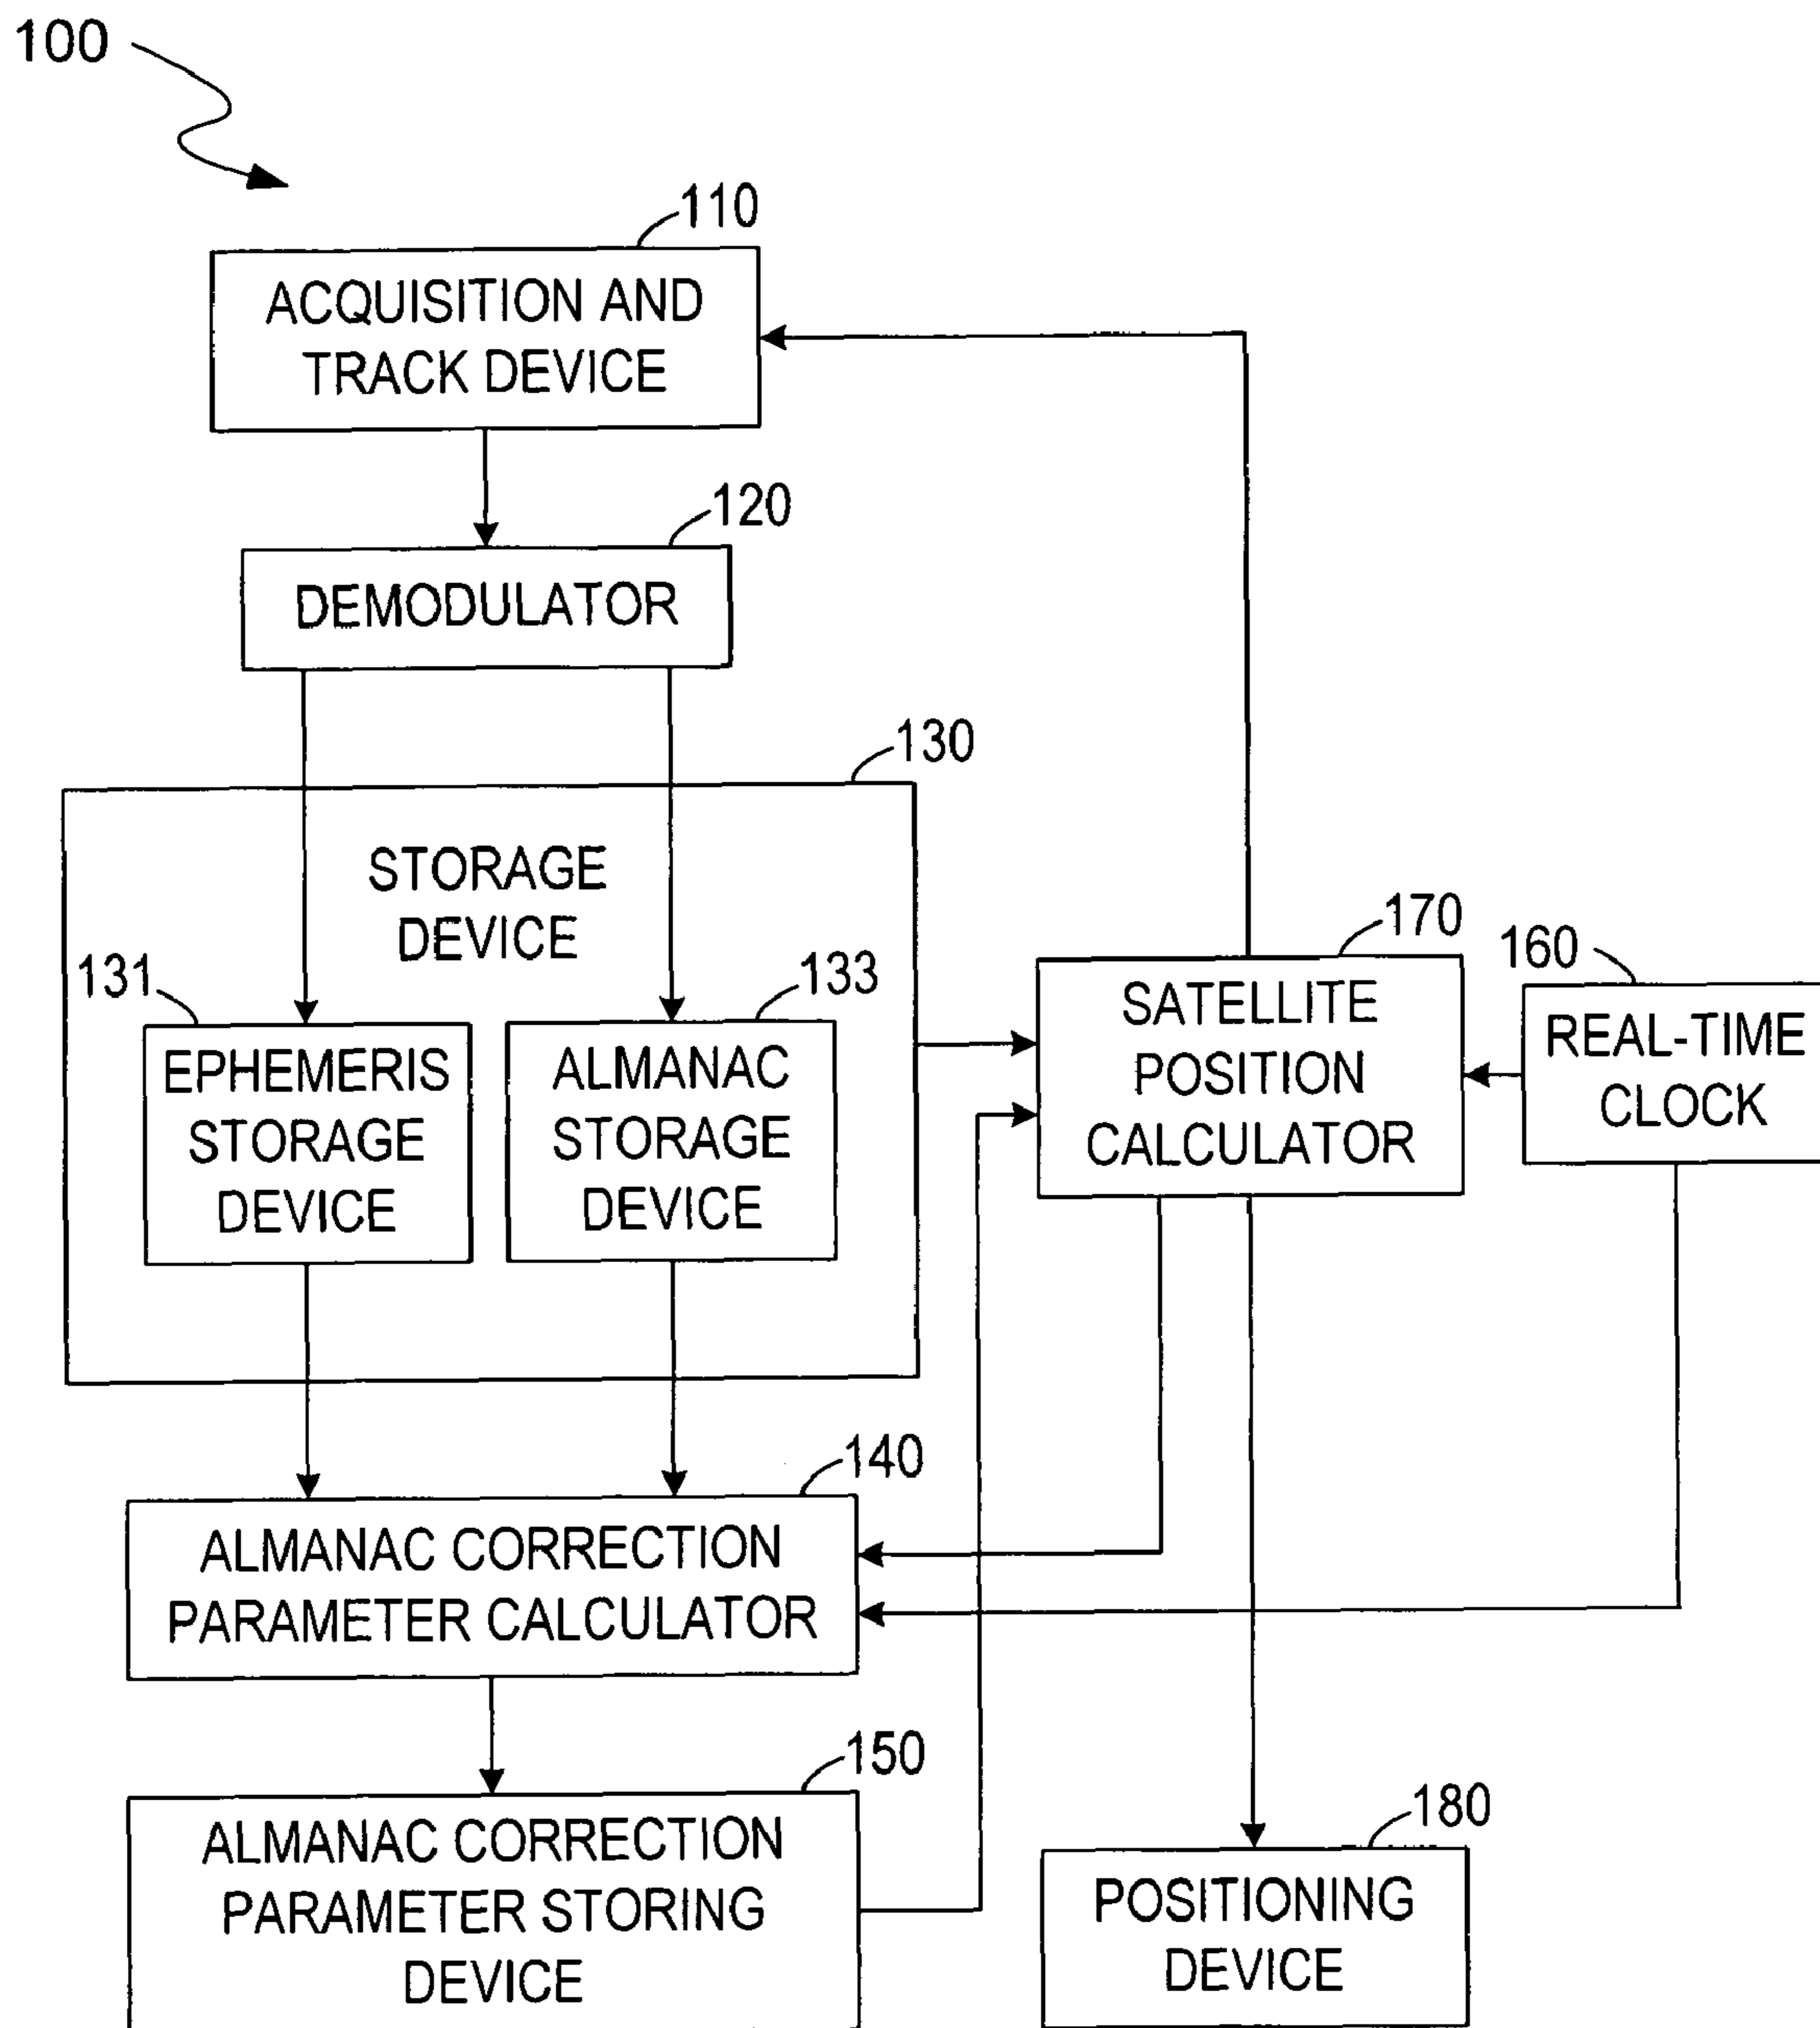 100
110
ACQUISITION AND
TRACK DEVICE
120
DEMODULATOR
130
STORAGE
DEVICE
131
133
EPHEMERIS
STORAGE
DEVICE
ALMANAC
STORAGE
DEVICE
170
SATELLITE
POSITION
CALCULATOR
160
REAL-TIME
CLOCK
140
ALMANAC CORRECTION
PARAMETER CALCULATOR
150
ALMANAC CORRECTION
PARAMETER STORING
DEVICE
180
POSITIONING
DEVICE